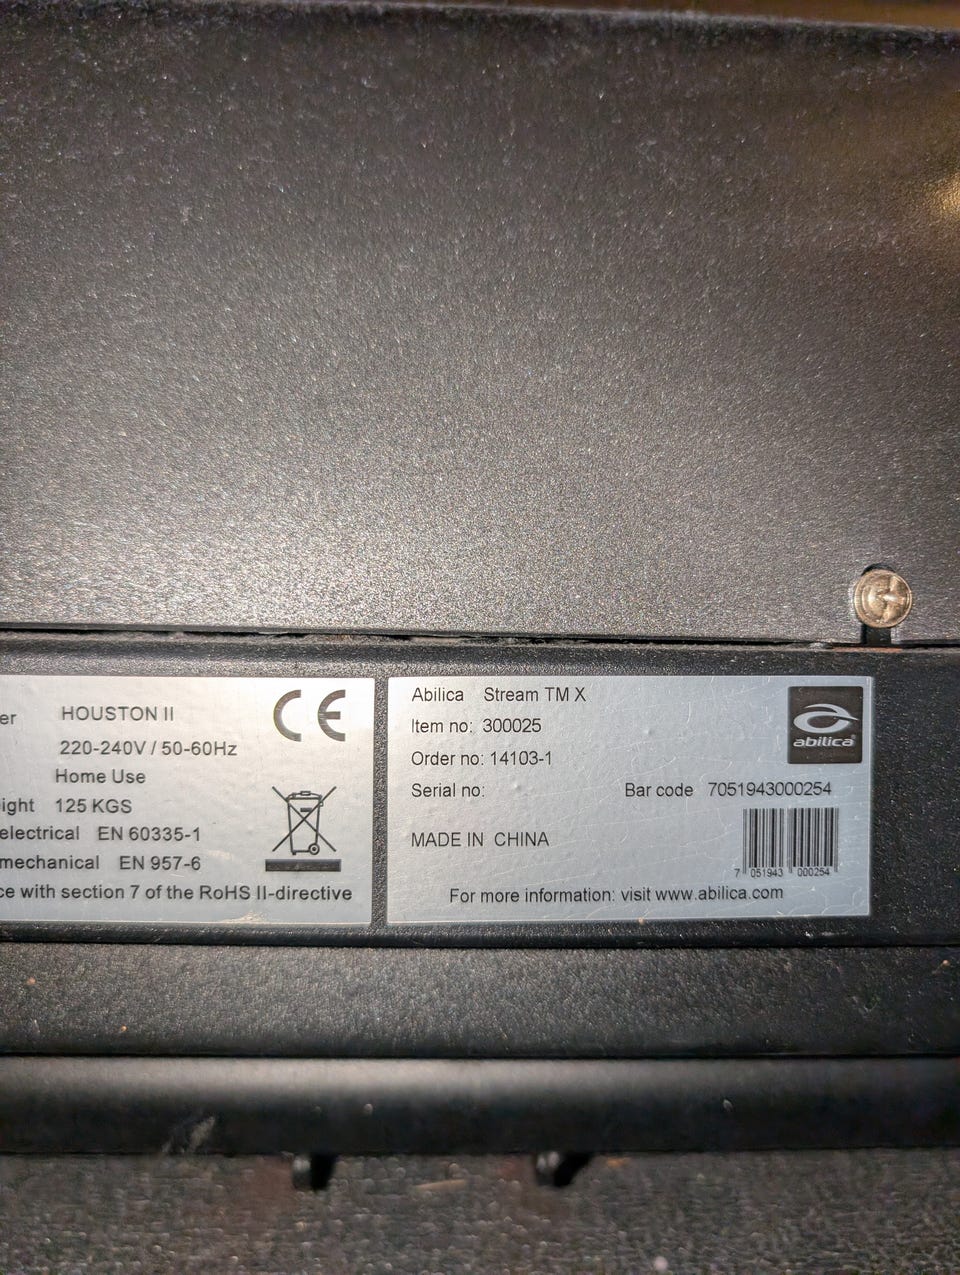 HOUSTON II
220-240V / 50-60Hz
Home Use
125 KGS
electrical EN 60335-1
mechanical EN 957-6
with section 7 of the RoHS II-directive
CE
Abilica Stream TM X
Item no: 300025
Order no: 14103-1
Serial no:
Bar code 7051943000254
MADE IN CHINA
7 051943 000254
For more information: visit www.abilica.com
abilica